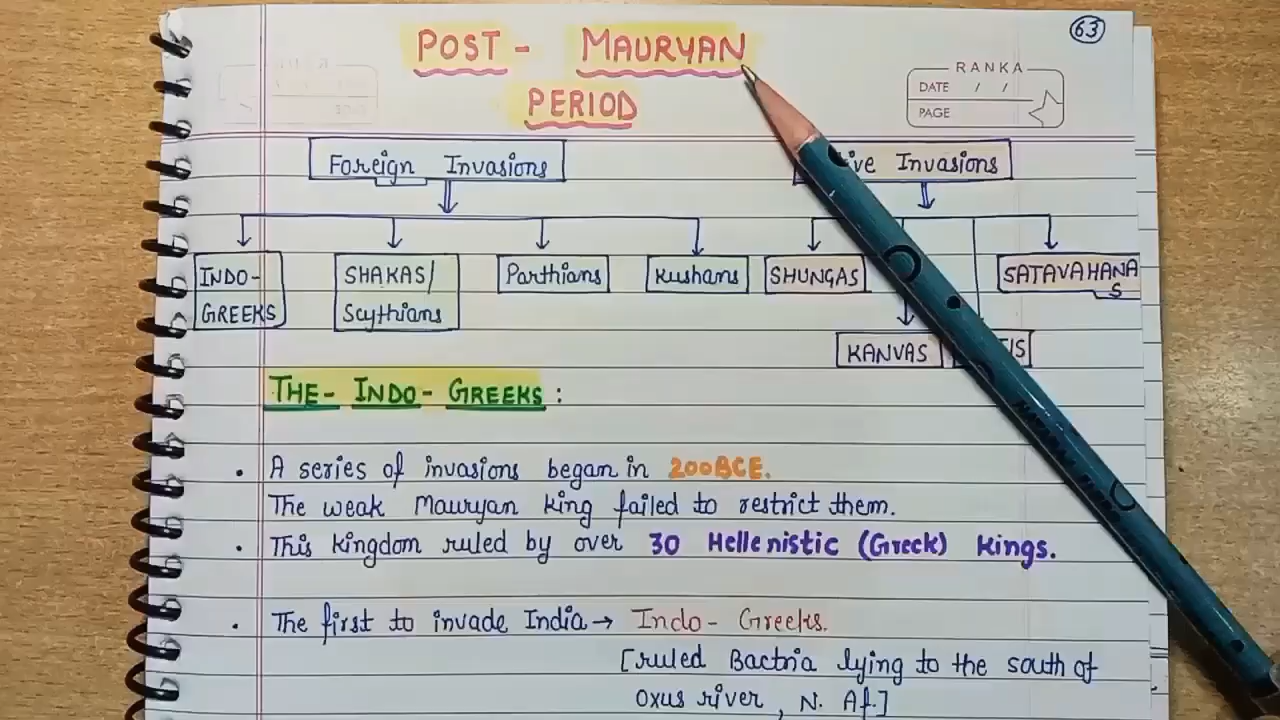 63
POST - MAURYAN
PERIOD
RANKA
DATE / /
PAGE
Foreign Invasions
Invasions
INDO-
GREEKS
SHAKAS/
Scythians
Parthians
Kushans
SHUNGAS
SATAVAHANA
S
KANVAS
THE- INDO- GREEKS :
• A series of invasions began in 200BCE.
The weak Mauryan king failed to restrict them.
• This kingdom ruled by over 30 Hellenistic (Greek) kings.
• The first to invade India → Indo - Greeks.
[ruled Bactria lying to the south of
Oxus river, N. Af.]